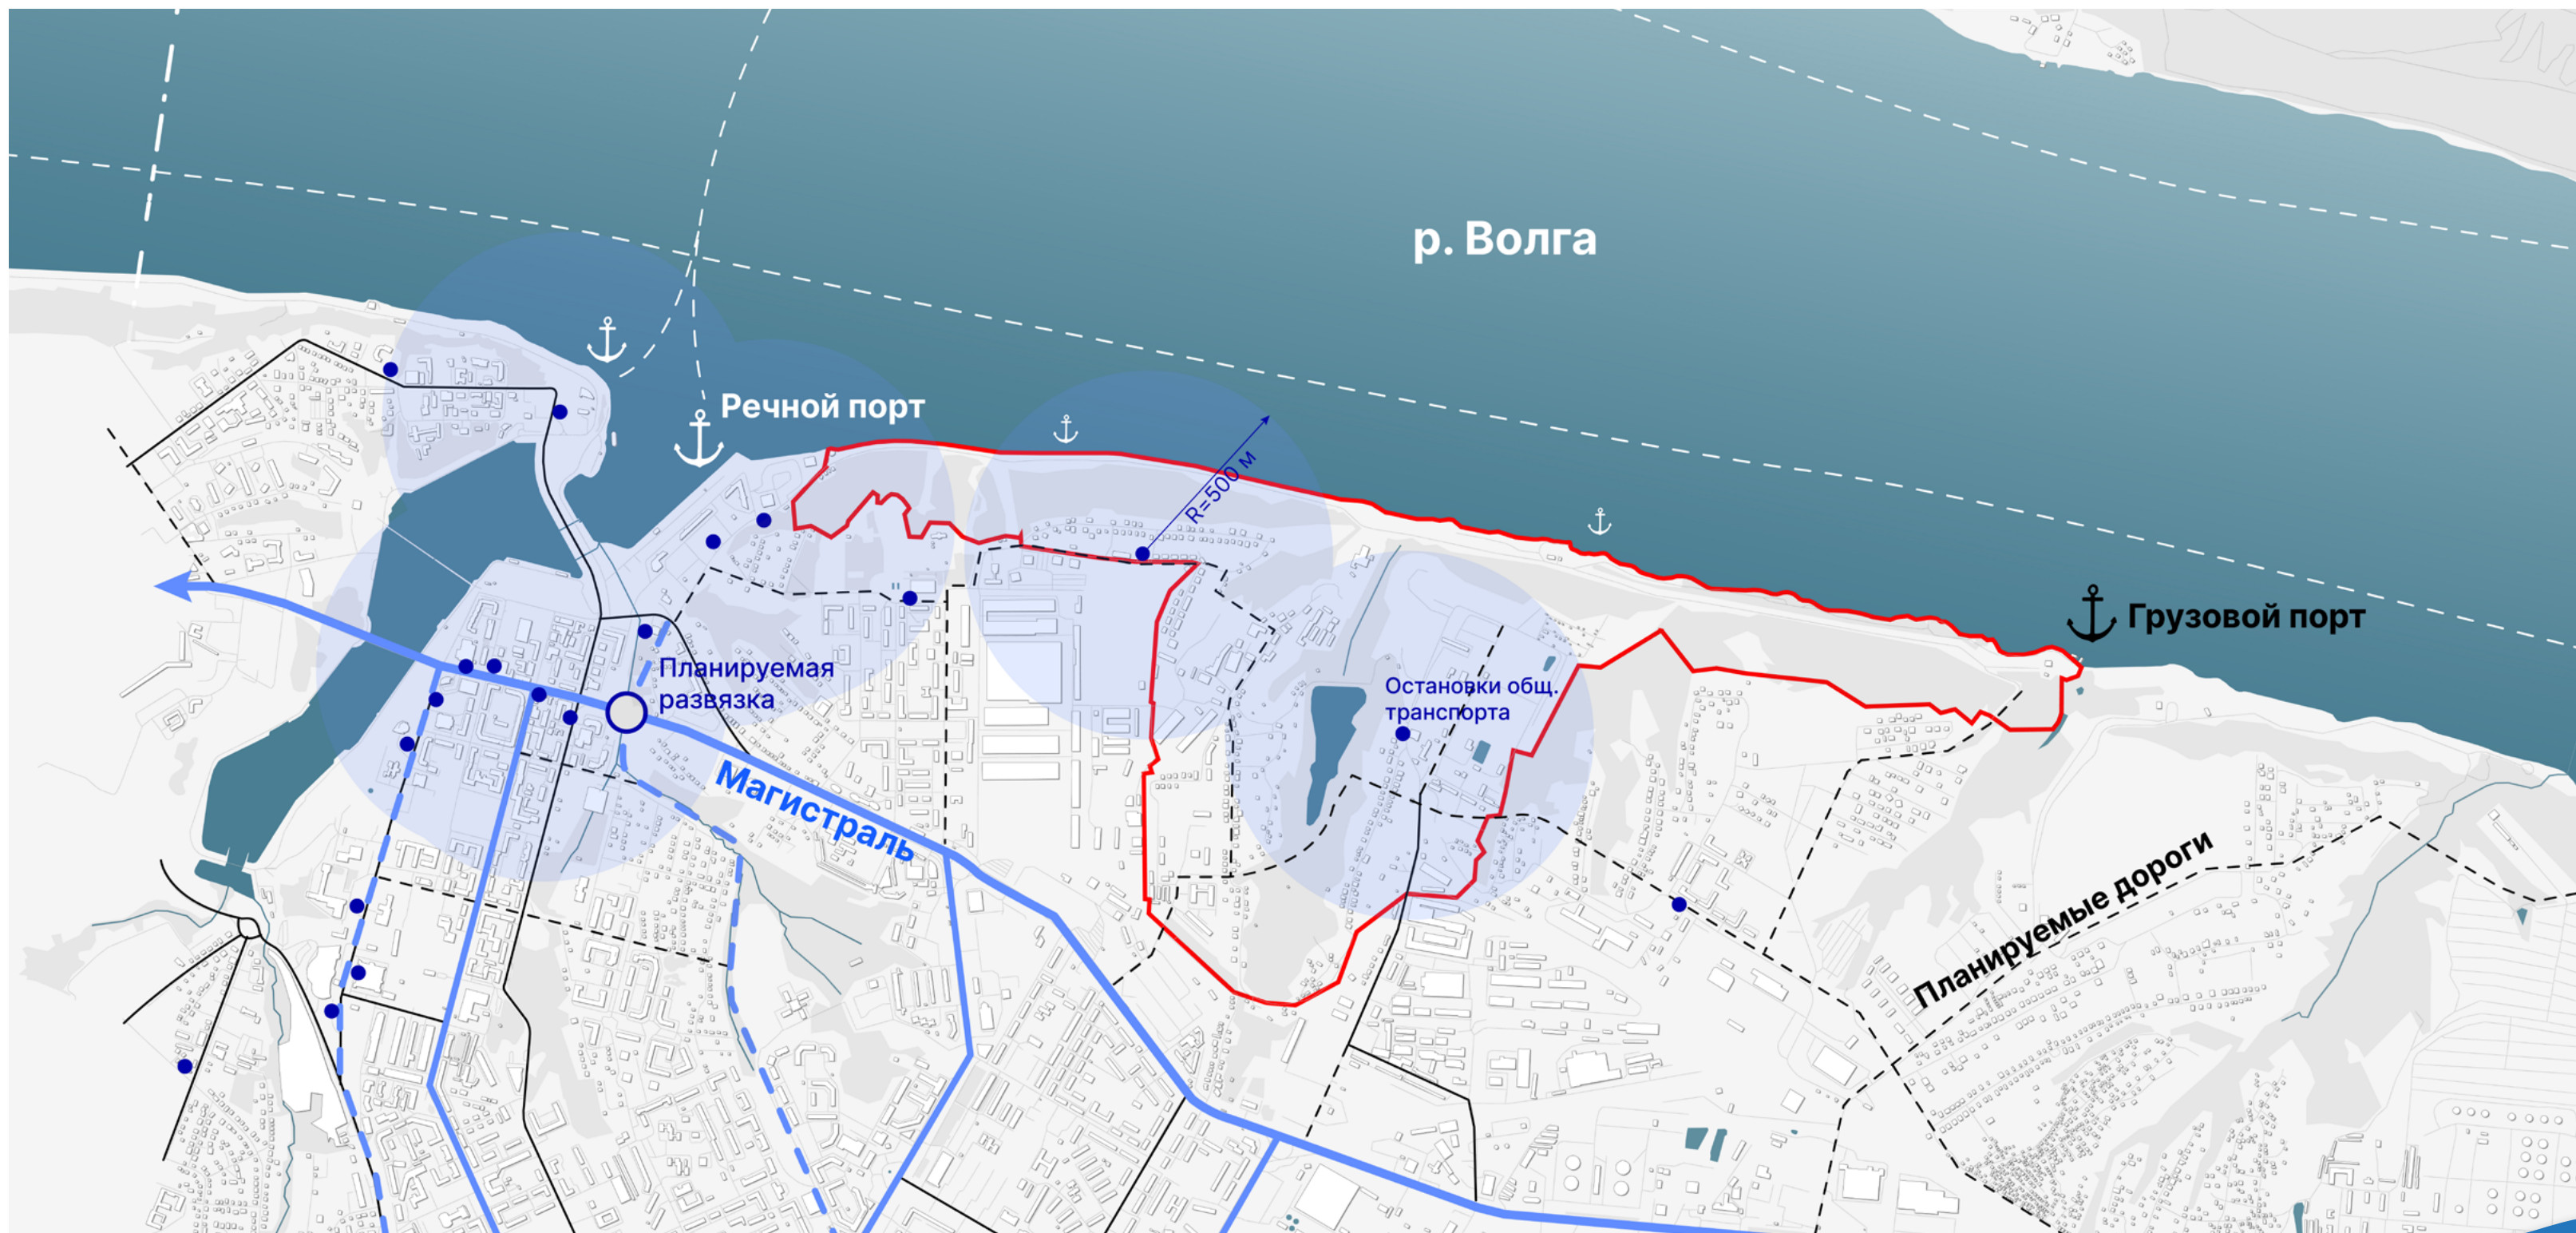 р. Волга
Речной порт
R=500 м
Грузовой порт
Планируемая
развязка
Остановки общ.
транспорта
Магистраль
Планируемые дороги